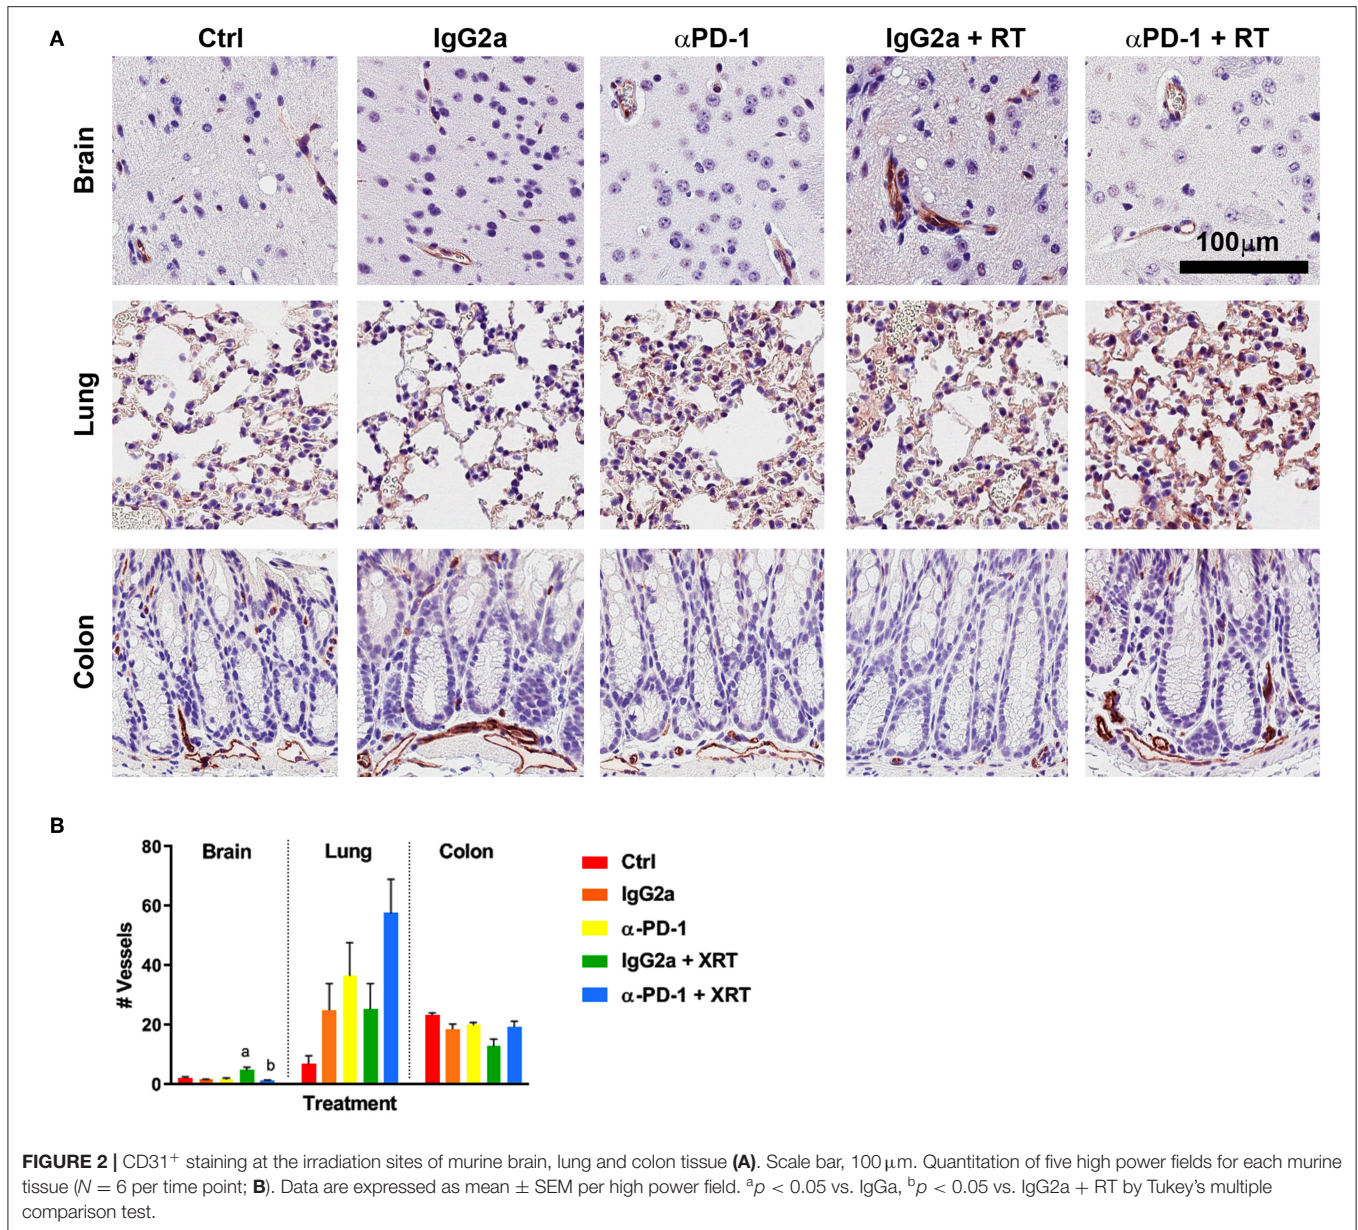 A
Ctrl
IgG2a
αPD-1
IgG2a + RT
αPD-1 + RT
Brain
100μm
Lung
Colon
B
80
60
40
20
0
# Vessels
Brain
Lung
Colon
a
b
Treatment
Ctrl
IgG2a
α-PD-1
IgG2a + XRT
α-PD-1 + XRT
FIGURE 2 | CD31⁺ staining at the irradiation sites of murine brain, lung and colon tissue (A). Scale bar, 100 μm. Quantitation of five high power fields for each murine
tissue (N = 6 per time point; B). Data are expressed as mean ± SEM per high power field. ᵃp < 0.05 vs. IgGa, ᵇp < 0.05 vs. IgG2a + RT by Tukey's multiple
comparison test.